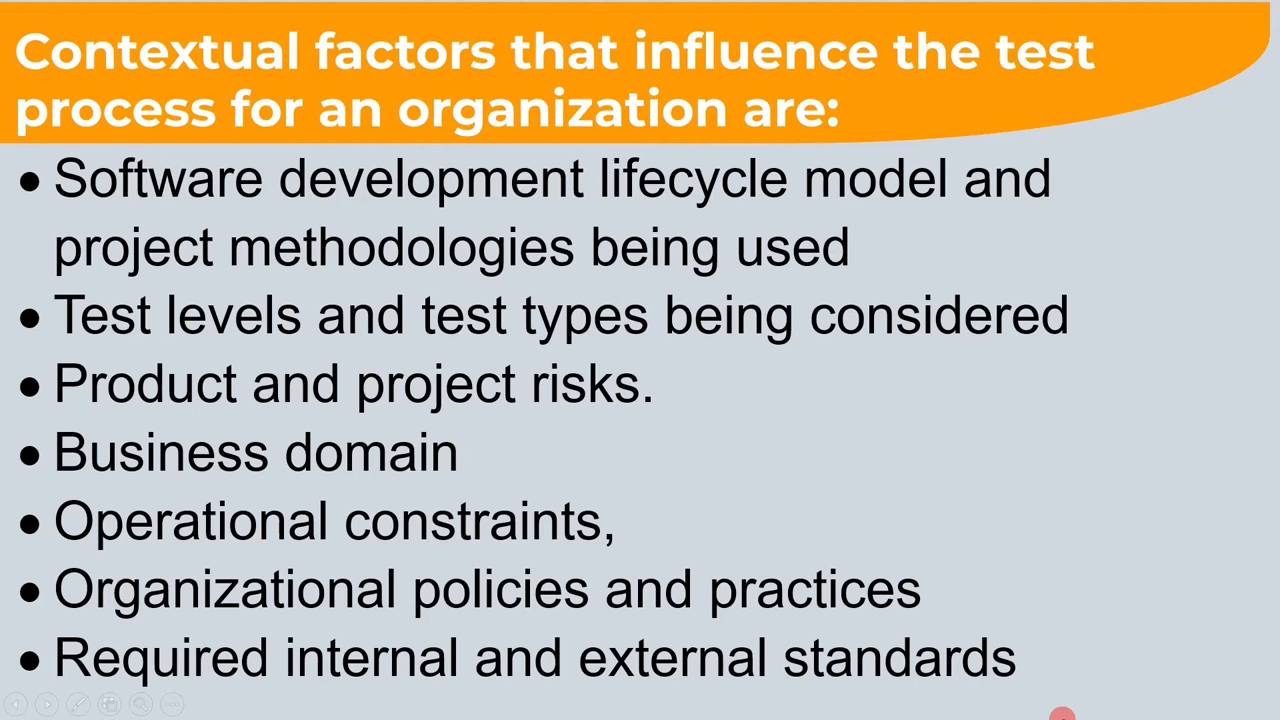 Contextual factors that influence the test
process for an organization are:
• Software development lifecycle model and
project methodologies being used
• Test levels and test types being considered
• Product and project risks.
• Business domain
• Operational constraints,
• Organizational policies and practices
• Required internal and external standards